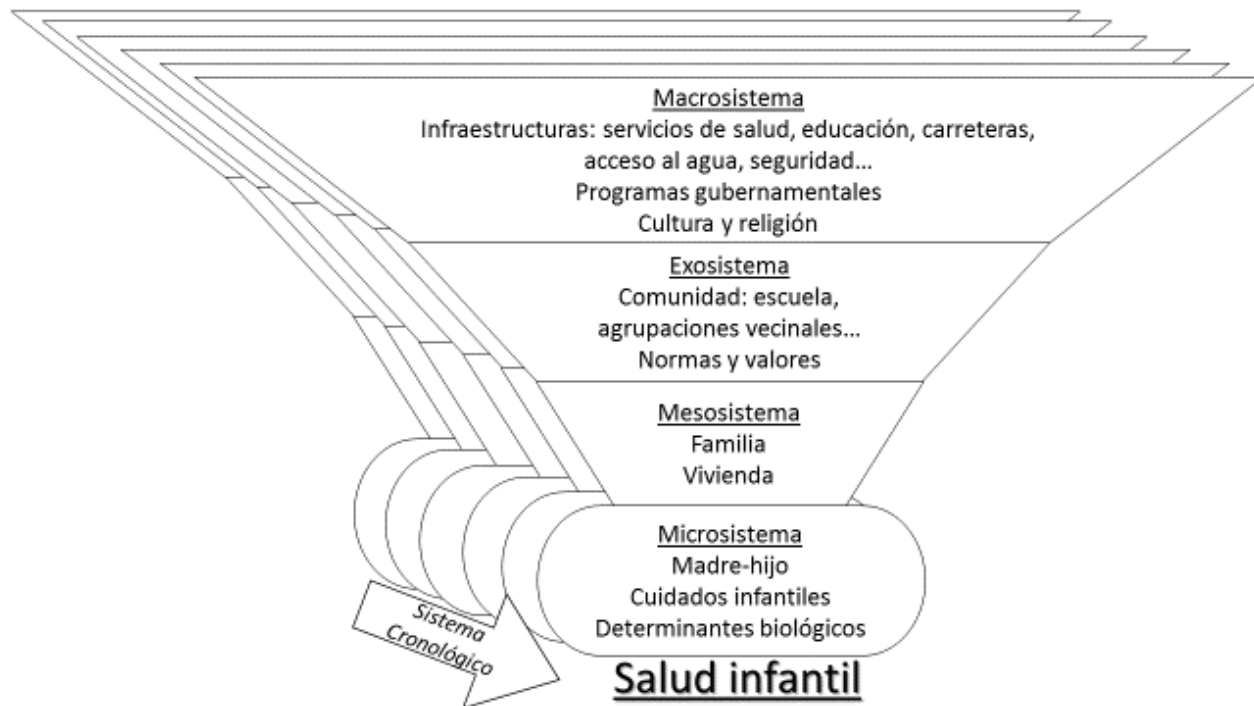 Macrosistema
Infraestructuras: servicios de salud, educación, carreteras,
acceso al agua, seguridad...
Programas gubernamentales
Cultura y religión
Exosistema
Comunidad: escuela,
agrupaciones vecinales...
Normas y valores
Mesosistema
Familia
Vivienda
Microsistema
Madre-hijo
Cuidados infantiles
Determinantes biológicos
Sistema
Cronológico
Salud infantil